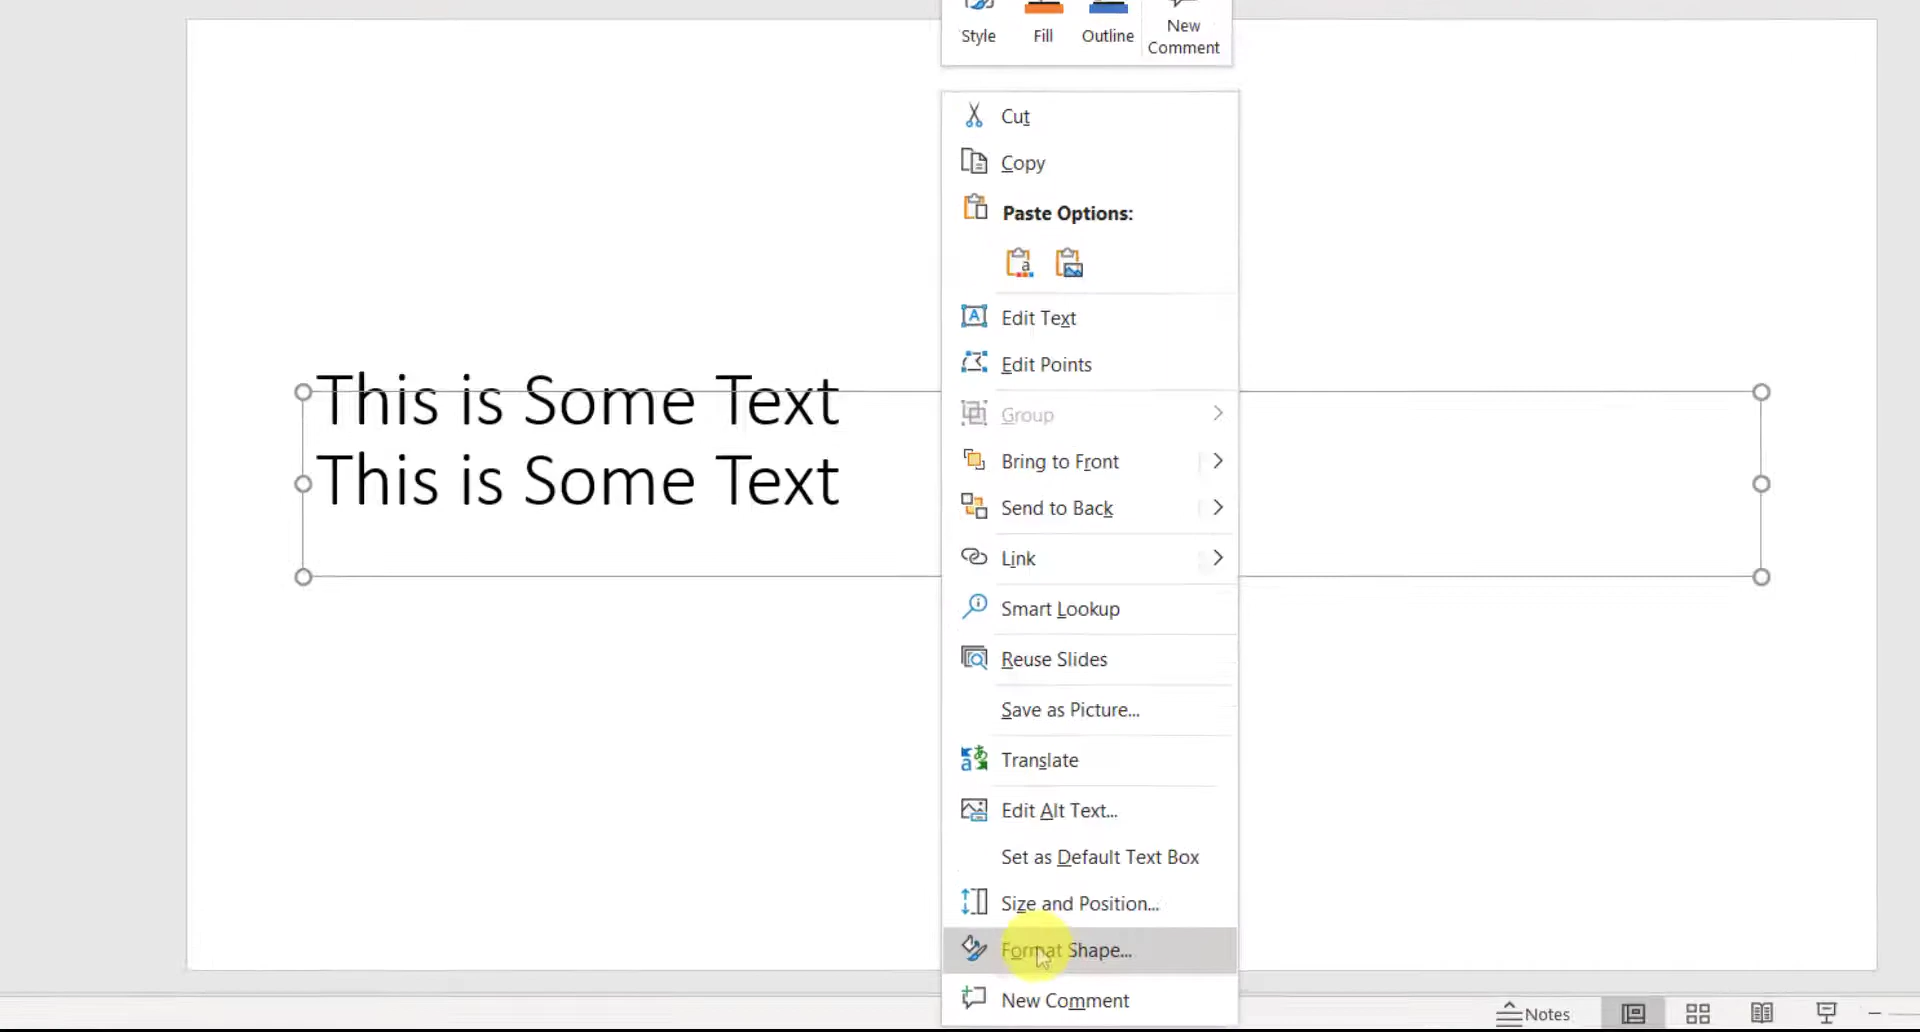 Style Fill Outline New Comment
Cut
Copy
Paste Options:
Edit Text
Edit Points
Group
Bring to Front
Send to Back
Link
Smart Lookup
Reuse Slides
Save as Picture...
Translate
Edit Alt Text...
Set as Default Text Box
Size and Position...
Format Shape...
New Comment
This is Some Text
This is Some Text
Notes